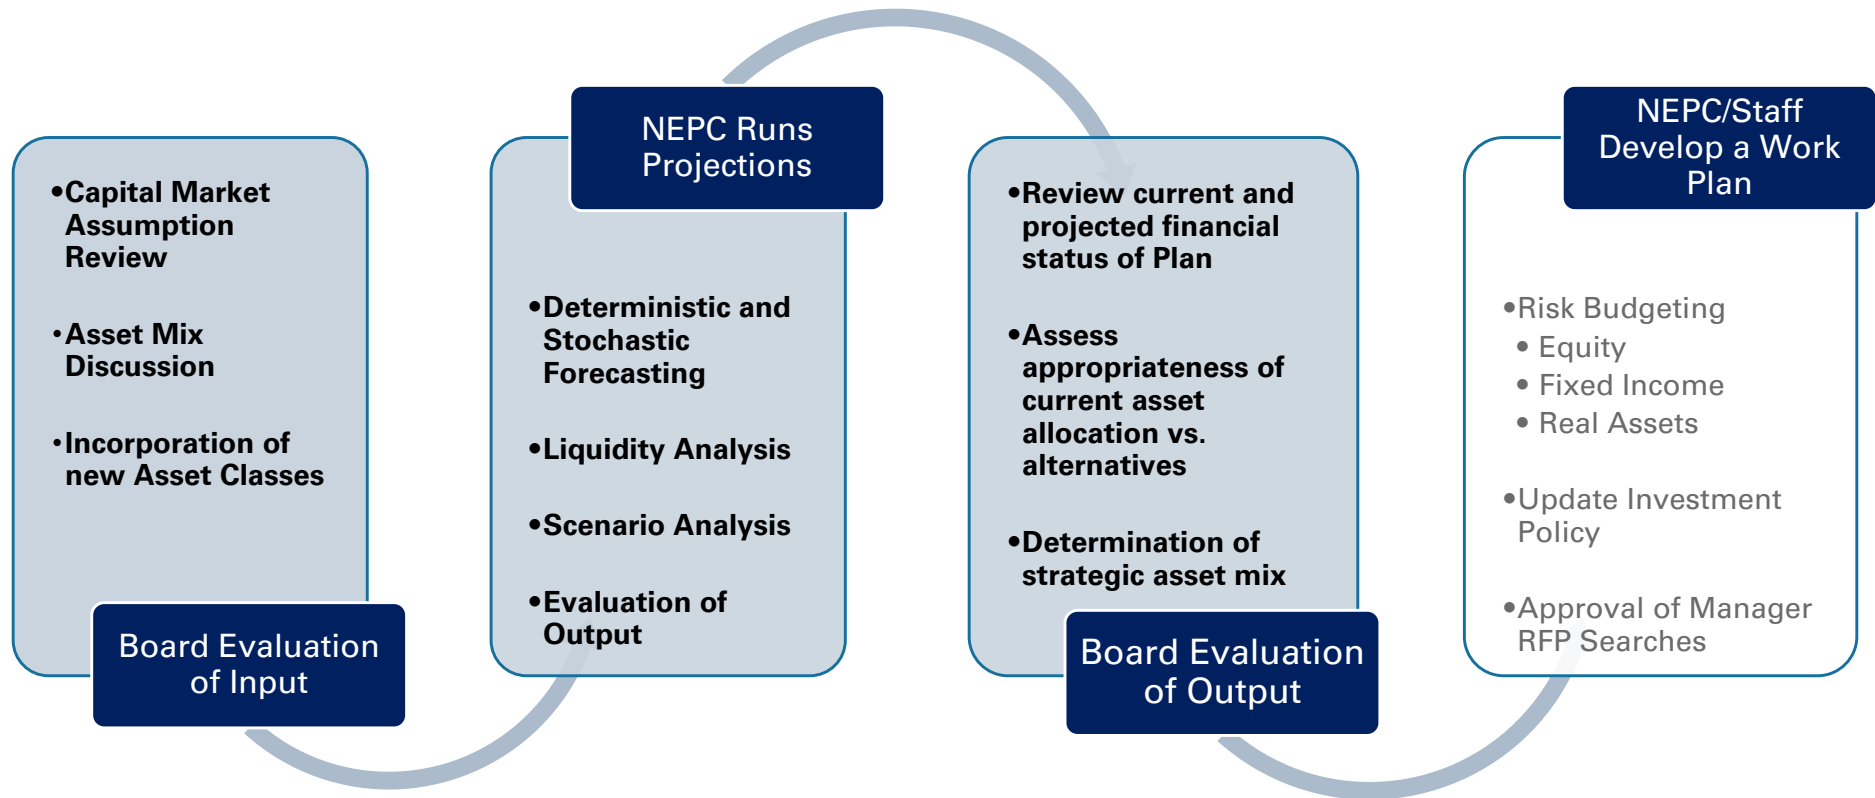 •Capital Market
Assumption
Review
•Asset Mix
Discussion
•Incorporation of
new Asset Classes
Board Evaluation
of Input
NEPC Runs
Projections
•Deterministic and
Stochastic
Forecasting
•Liquidity Analysis
•Scenario Analysis
•Evaluation of
Output
•Review current and
projected financial
status of Plan
•Assess
appropriateness of
current asset
allocation vs.
alternatives
•Determination of
strategic asset mix
Board Evaluation
of Output
NEPC/Staff
Develop a Work
Plan
•Risk Budgeting
• Equity
• Fixed Income
• Real Assets
•Update Investment
Policy
•Approval of Manager
RFP Searches